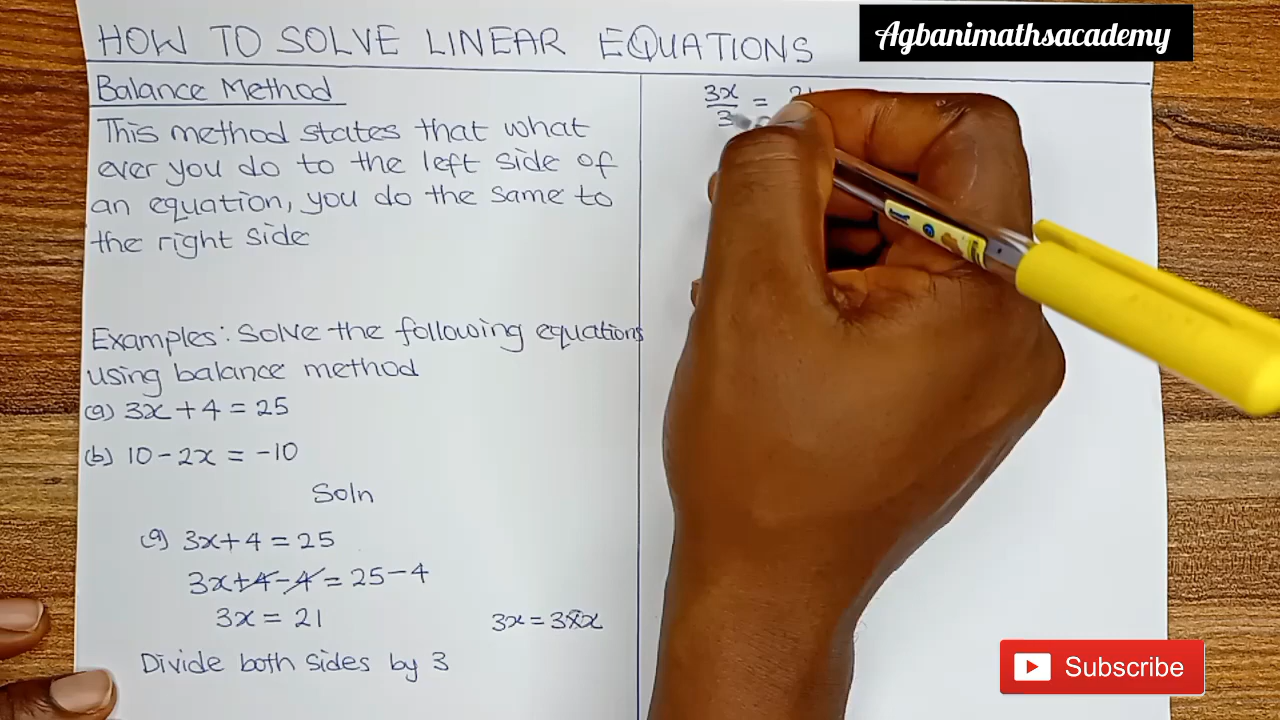 HOW TO SOLVE LINEAR EQUATIONS
Agbanimathsacademy
Balance Method
This method states that what
ever you do to the left side of
an equation, you do the same to
the right side
Examples: Solve the following equations
using balance method
(a) 3x + 4 = 25
(b) 10 - 2x = -10
Soln
(a) 3x + 4 = 25
3x + 4 - 4 = 25 - 4
3x = 21
3x = 3×x
Divide both sides by 3
3x/3 =
Subscribe